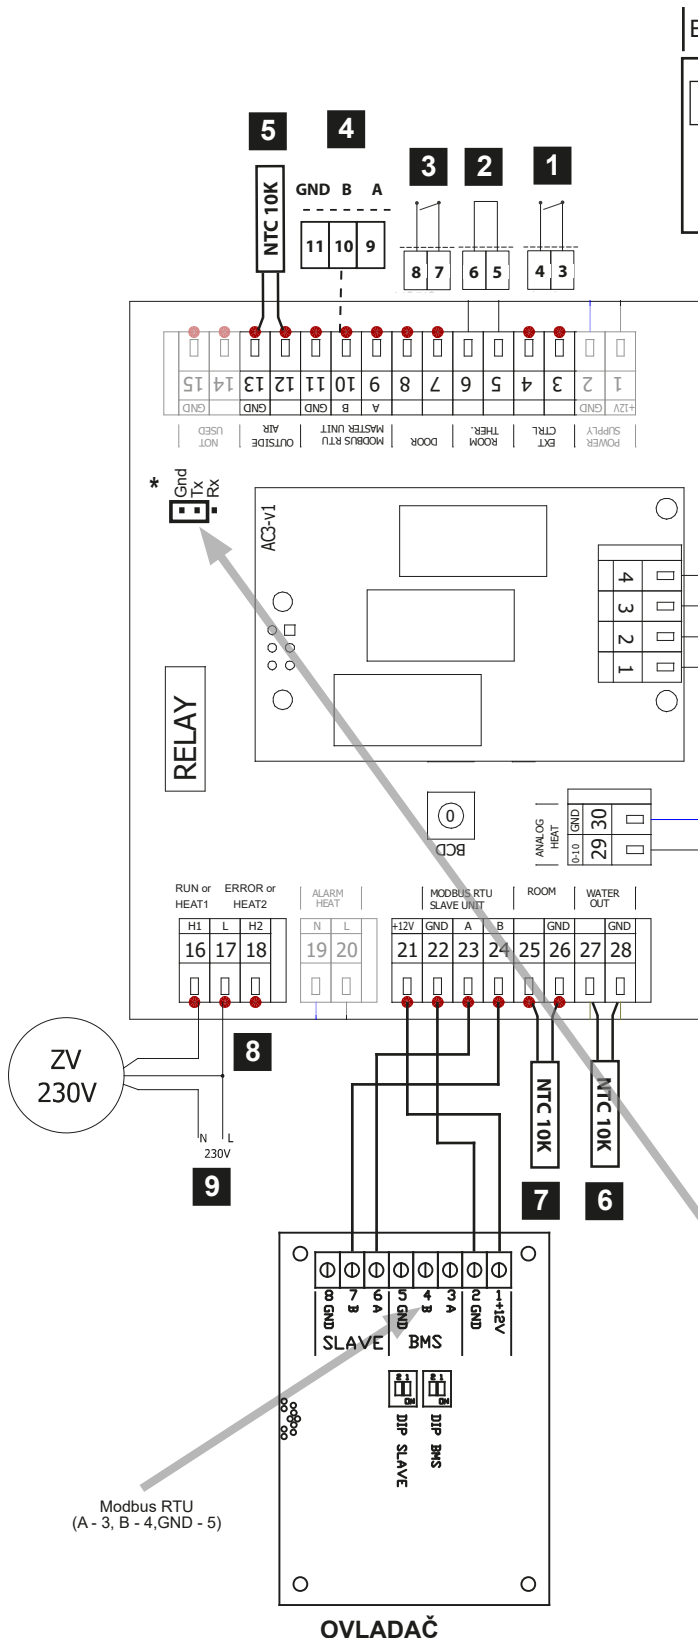 E
5
4
3
2
1
NTC 10K
GND B A
11 10 9
8 7
6 5
4 3
15 14 13 12 11 10 9 8 7 6 5 4 3 2 1
GND GND GND B A GND +12V
NOT USED
OUTSIDE AIR
MODBUS RTU MASTER UNIT
DOOR
ROOM THER.
EXT CTRL
POWER SUPPLY
*
Gnd
Tx
Rx
AC3-v1
4
3
2
1
RELAY
0
BCD
ANALOG HEAT
0-10 GND
29 30
RUN or HEAT1
ERROR or HEAT2
ALARM HEAT
MODBUS RTU SLAVE UNIT
ROOM
WATER OUT
H1 L H2 N L +12V GND A B GND GND
16 17 18 19 20 21 22 23 24 25 26 27 28
8
ZV
230V
N L
230V
9
NTC 10K
NTC 10K
7
6
8 GND
7 B
6 A
5 GND
4 B
3 A
2 GND
1 +12V
SLAVE BMS
2 1
ON
2 1
ON
DIP SLAVE
DIP BMS
Modbus RTU
(A - 3, B - 4,GND - 5)
OVLADAČ